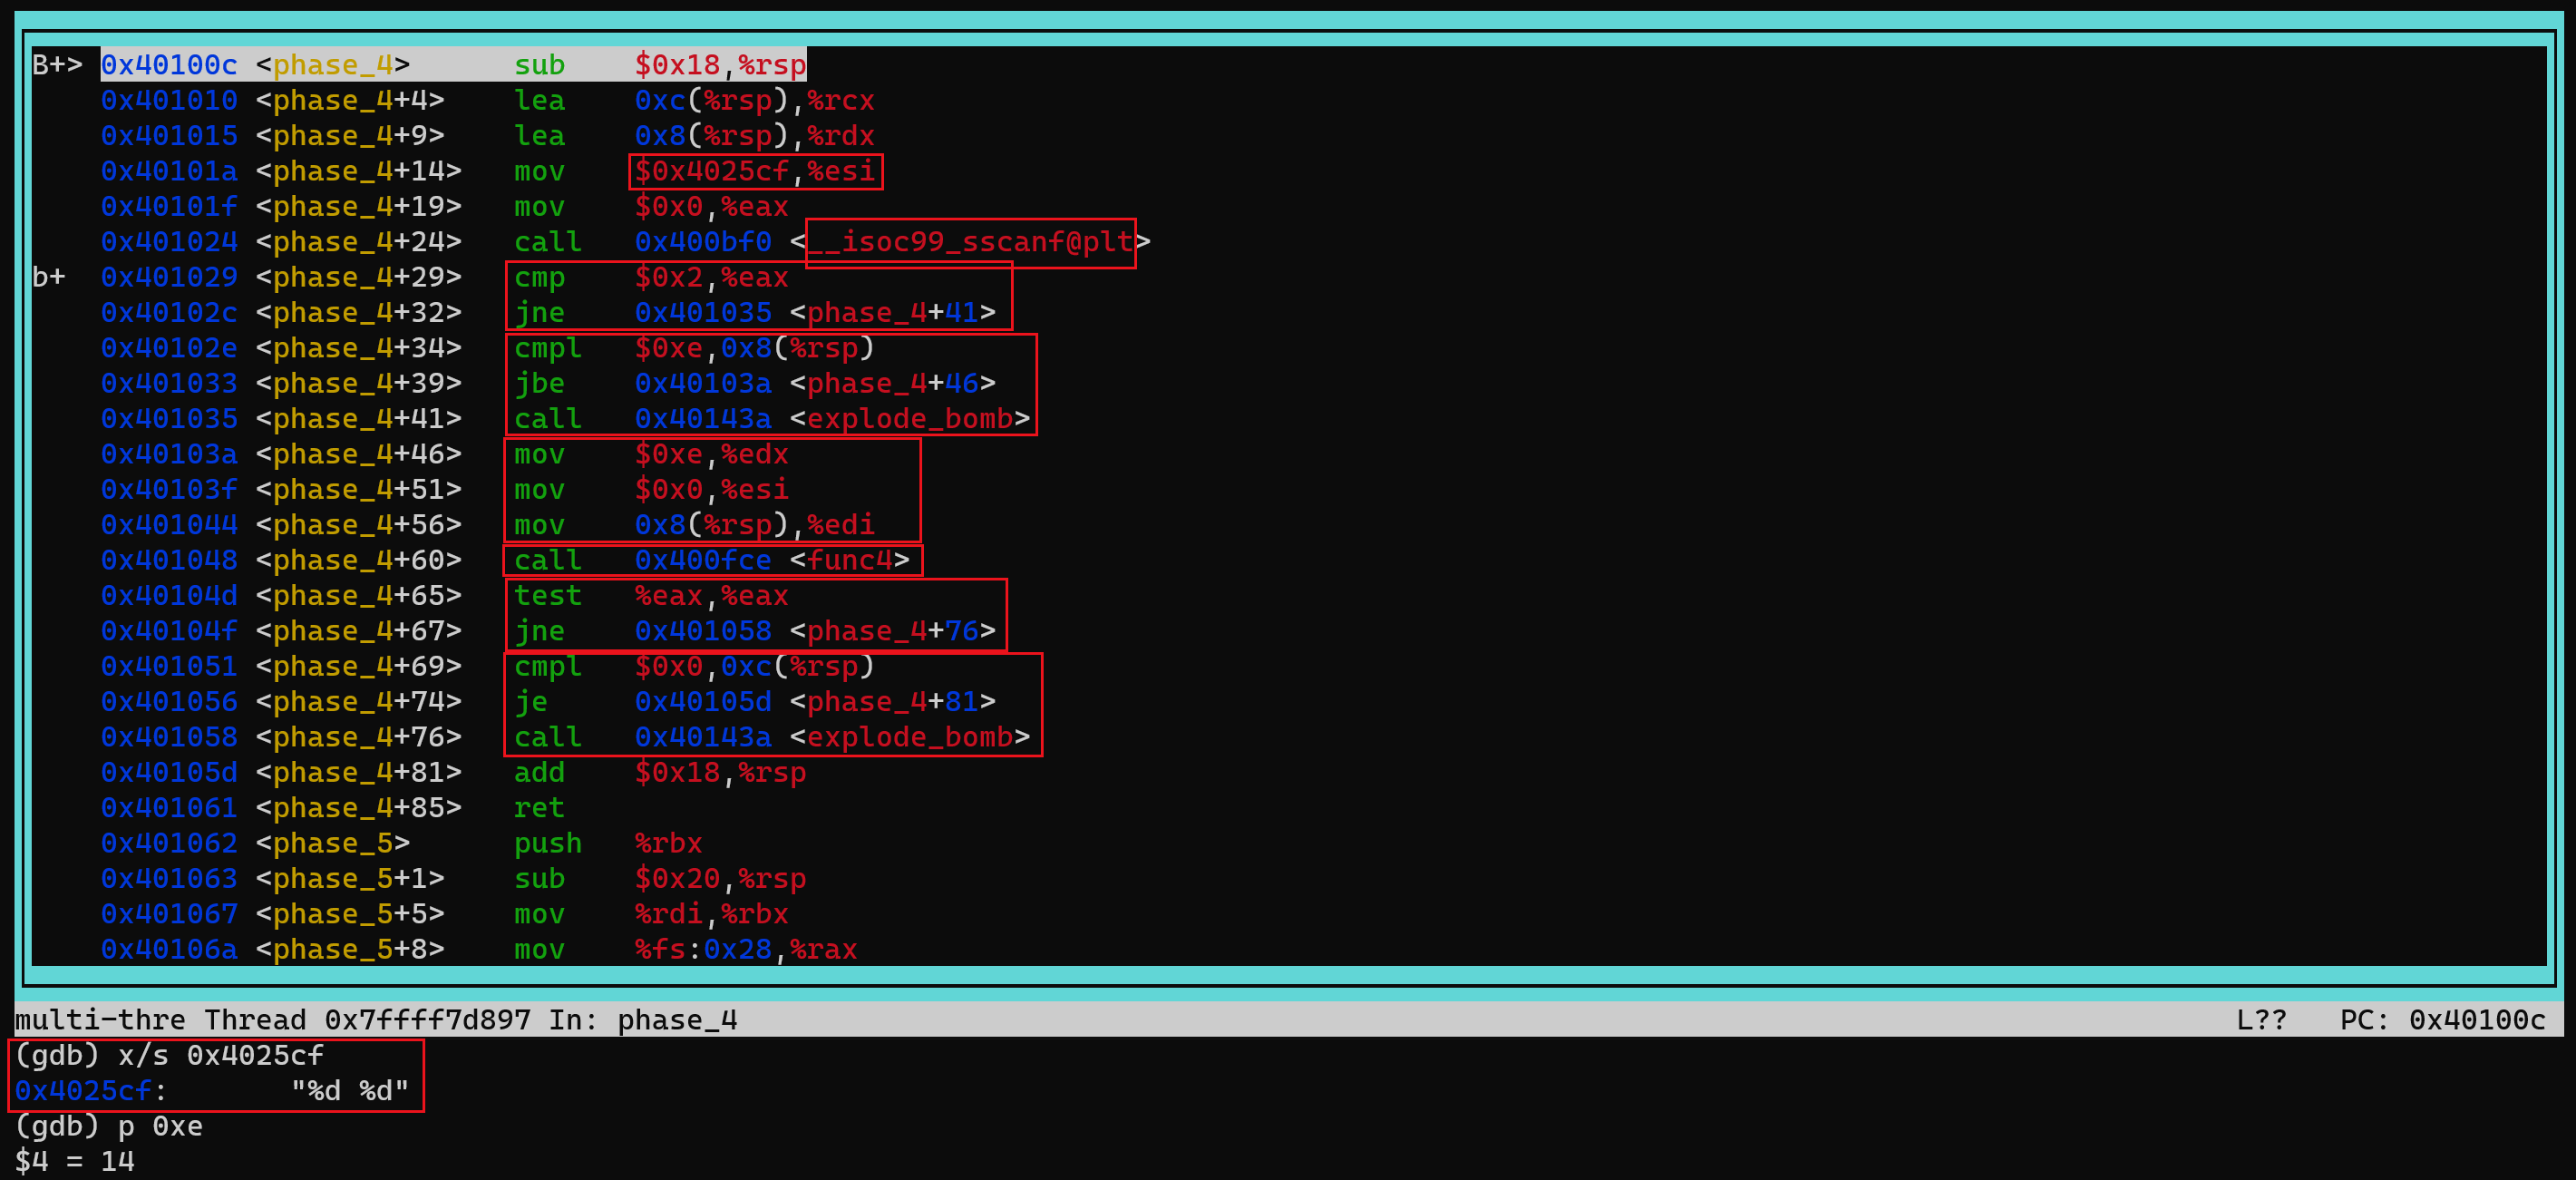 B+> 0x40100c <phase_4>      sub    $0x18,%rsp
    0x401010 <phase_4+4>    lea    0xc(%rsp),%rcx
    0x401015 <phase_4+9>    lea    0x8(%rsp),%rdx
    0x40101a <phase_4+14>   mov    $0x4025cf,%esi
    0x40101f <phase_4+19>   mov    $0x0,%eax
    0x401024 <phase_4+24>   call   0x400bf0 <__isoc99_sscanf@plt>
b+  0x401029 <phase_4+29>   cmp    $0x2,%eax
    0x40102c <phase_4+32>   jne    0x401035 <phase_4+41>
    0x40102e <phase_4+34>   cmpl   $0xe,0x8(%rsp)
    0x401033 <phase_4+39>   jbe    0x40103a <phase_4+46>
    0x401035 <phase_4+41>   call   0x40143a <explode_bomb>
    0x40103a <phase_4+46>   mov    $0xe,%edx
    0x40103f <phase_4+51>   mov    $0x0,%esi
    0x401044 <phase_4+56>   mov    0x8(%rsp),%edi
    0x401048 <phase_4+60>   call   0x400fce <func4>
    0x40104d <phase_4+65>   test   %eax,%eax
    0x40104f <phase_4+67>   jne    0x401058 <phase_4+76>
    0x401051 <phase_4+69>   cmpl   $0x0,0xc(%rsp)
    0x401056 <phase_4+74>   je     0x40105d <phase_4+81>
    0x401058 <phase_4+76>   call   0x40143a <explode_bomb>
    0x40105d <phase_4+81>   add    $0x18,%rsp
    0x401061 <phase_4+85>   ret
    0x401062 <phase_5>      push   %rbx
    0x401063 <phase_5+1>    sub    $0x20,%rsp
    0x401067 <phase_5+5>    mov    %rdi,%rbx
    0x40106a <phase_5+8>    mov    %fs:0x28,%rax
multi-thre Thread 0x7ffff7d897 In: phase_4    L??   PC: 0x40100c
(gdb) x/s 0x4025cf
0x4025cf:       "%d %d"
(gdb) p 0xe
$4 = 14